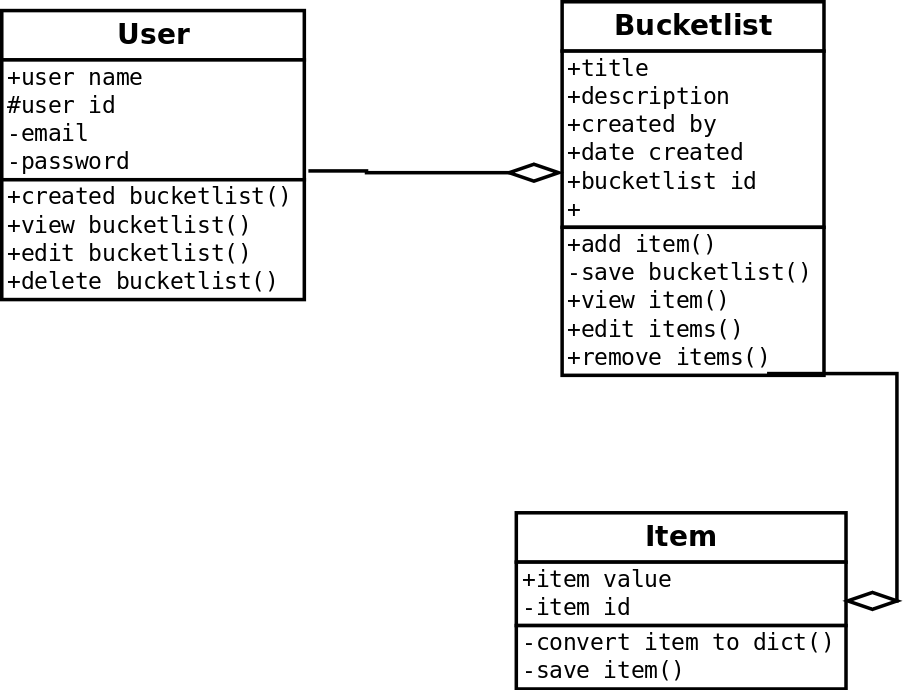 User
+user name
#user id
-email
-password
+created bucketlist()
+view bucketlist()
+edit bucketlist()
+delete bucketlist()
Bucketlist
+title
+description
+created by
+date created
+bucketlist id
+
+add item()
-save bucketlist()
+view item()
+edit items()
+remove items()
Item
+item value
-item id
-convert item to dict()
-save item()